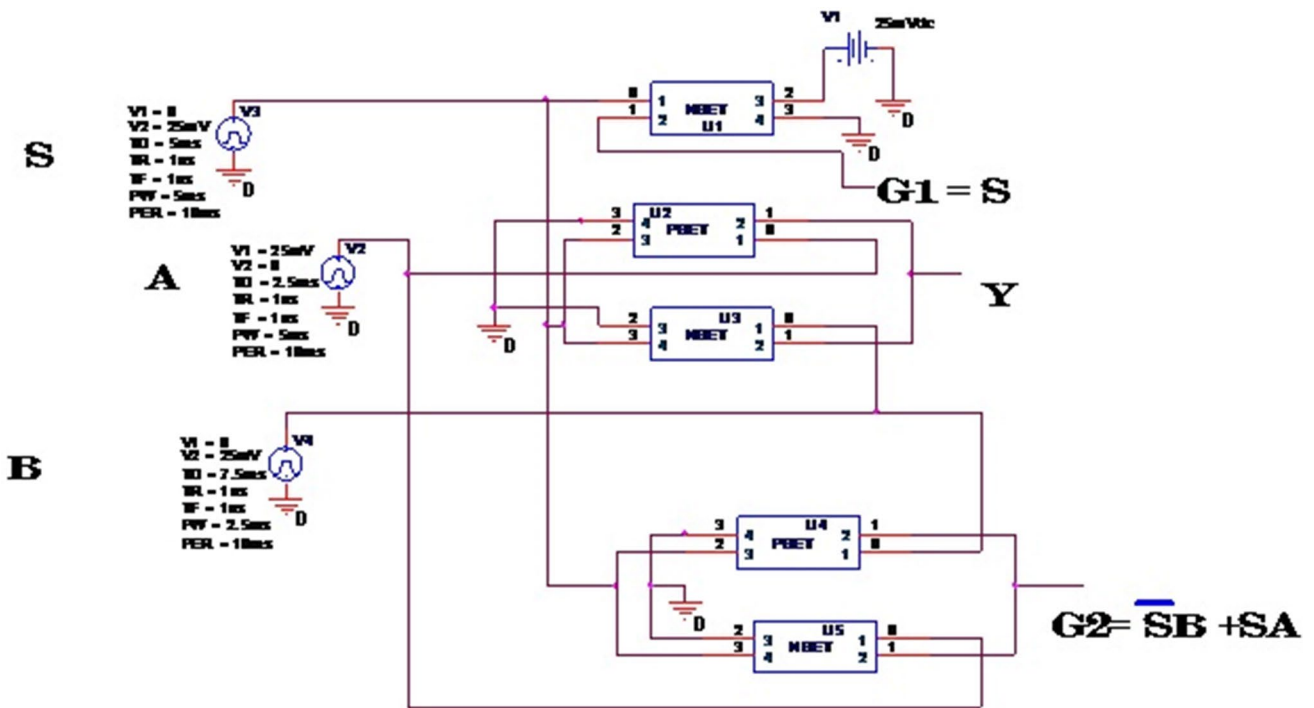 V1
25mVdc
S
V1 = 0
V2 = 25mV
TD = 5ms
TR = 1ns
TF = 1ns
PW = 5ms
PER = 10ms
V3
D
0
1
1
2
NBET
U1
3
4
2
3
D
D
G1 = S
A
V1 = 25mV
V2 = 0
TD = 2.5ms
TR = 1ns
TF = 1ns
PW = 5ms
PER = 10ms
V2
D
3
2
U2
4
3
PBET
2
1
1
0
Y
D
2
3
3
4
U3
NBET
1
2
0
1
B
V1 = 0
V2 = 25mV
TD = 7.5ms
TR = 1ns
TF = 1ns
PW = 2.5ms
PER = 10ms
V4
D
3
2
4
3
U4
PBET
2
1
1
0
D
2
3
3
4
U5
NBET
1
2
0
1
G2= S̅B +SA